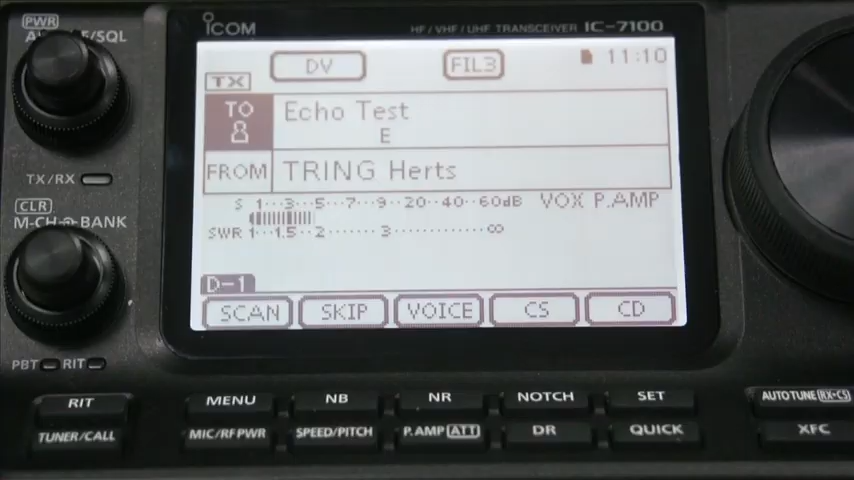 PWR
AF/SQL
ICOM
HF/VHF/UHF TRANSCEIVER IC-7100
DV
FIL3
11:10
TX
TO
Echo Test
E
FROM
TRING Herts
S 1··3··5··7··9··20··40··60dB VOX P.AMP
SWR 1··1.5··2·······3············∞
D-1
SCAN SKIP VOICE CS CD
TX/RX
CLR
M-CH BANK
PBT RIT
RIT MENU NB NR NOTCH SET AUTOTUNE RX→CS
TUNER/CALL MIC/RF PWR SPEED/PITCH P.AMP ATT DR QUICK XFC